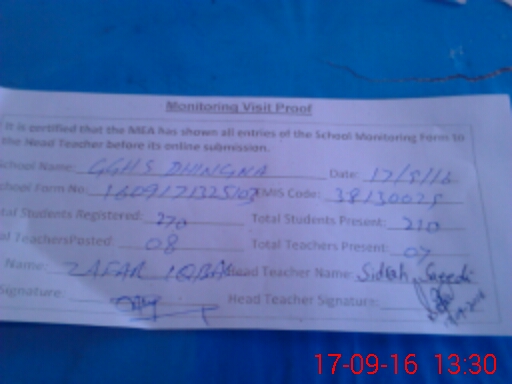 Monitoring Visit Proof
It is certified that the MEA has shown all entries of the School Monitoring Form to
the Head Teacher before its online submission.
School Name: GGHS DHINGNA Date: 17/9/16
School Form No: EMIS Code: 38130025
Total Students Registered: 270 Total Students Present: 210
Total Teachers Posted: 08 Total Teachers Present: 07
Name: ZAFAR IQBAL Head Teacher Name: Sidrah
Signature: Head Teacher Signature:
17-09-16 13:30